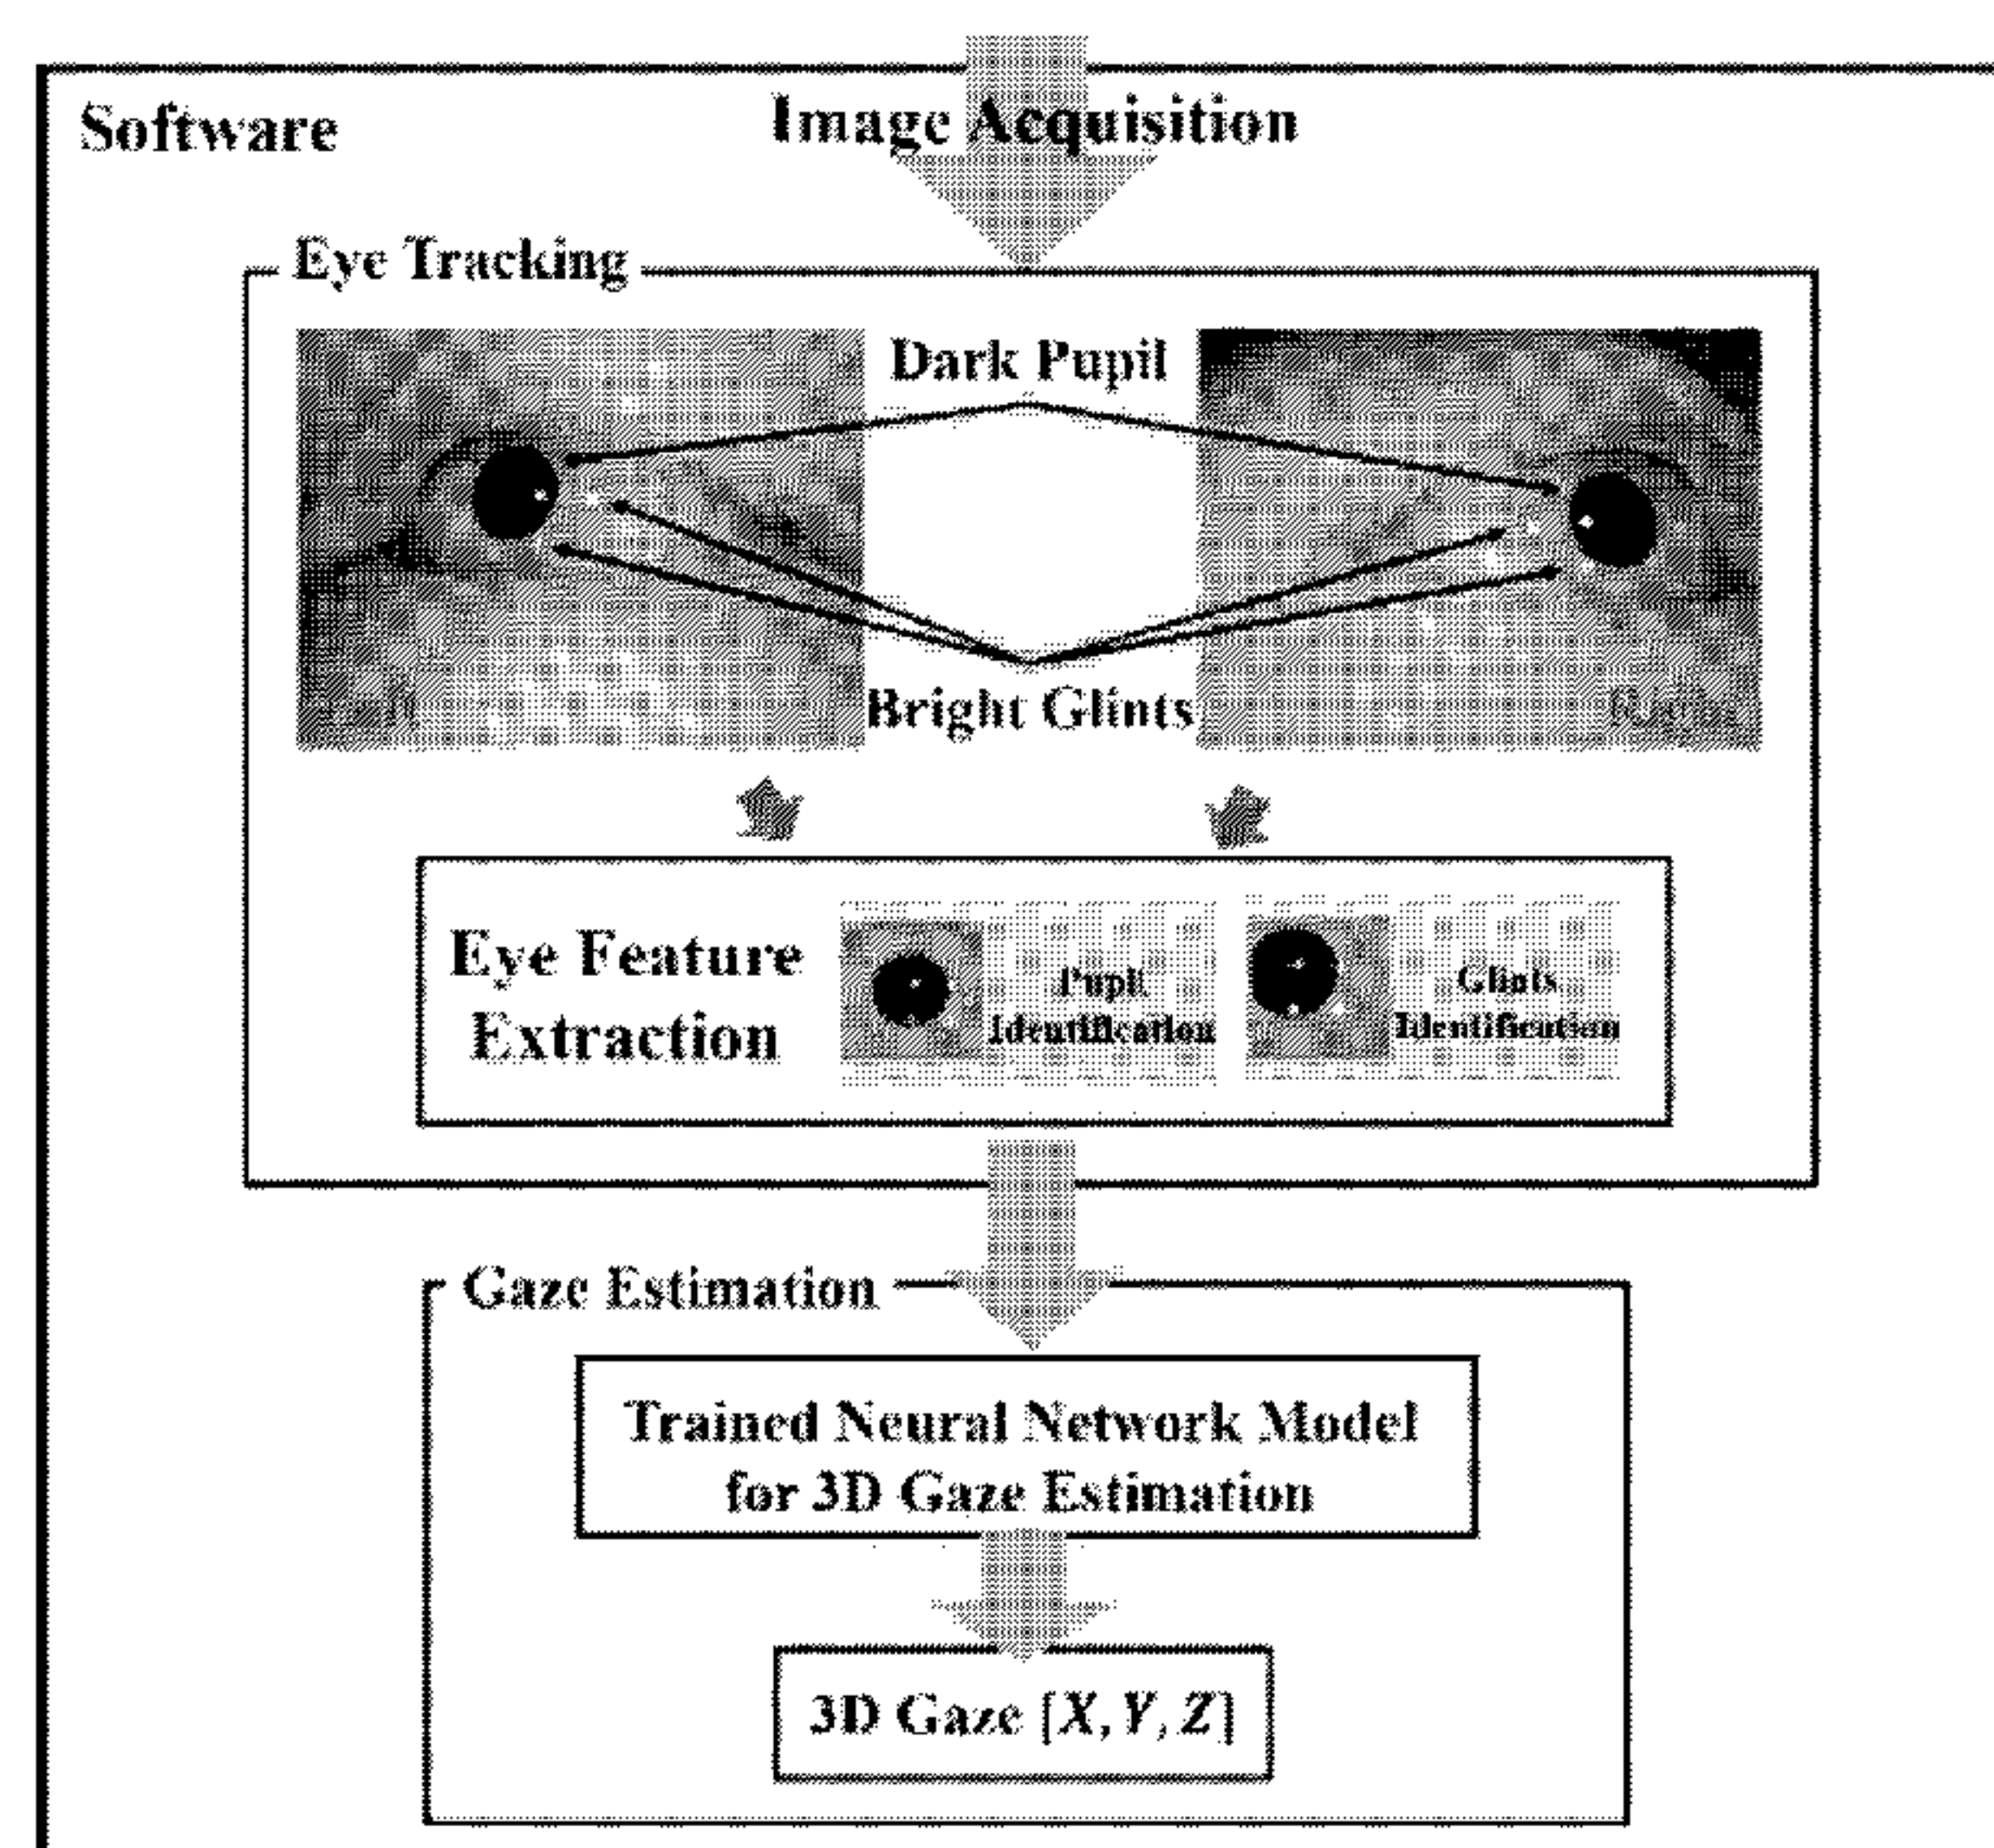 Software
Image Acquisition
Eye Tracking
Dark Pupil
Bright Glints
Eye Feature
Extraction
Pupil
Identification
Glints
Identification
Gaze Estimation
Trained Neural Network Model
for 3D Gaze Estimation
3D Gaze [X, Y, Z]